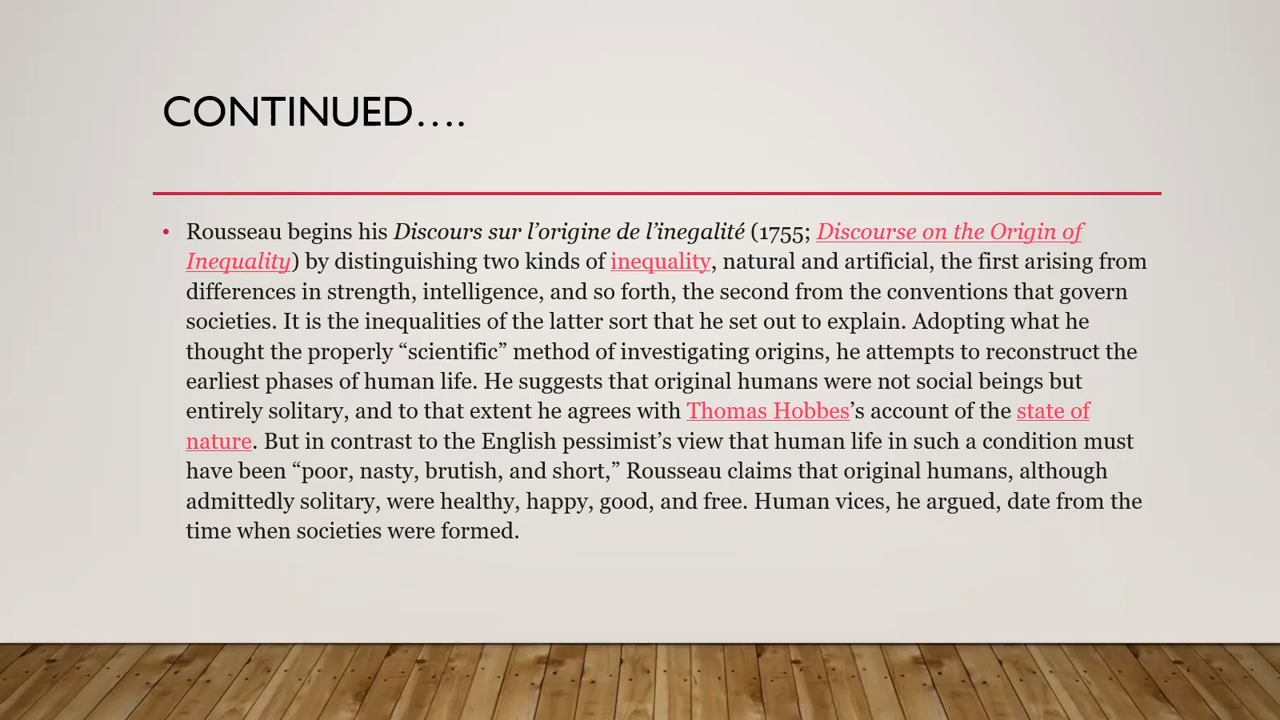 CONTINUED….
• Rousseau begins his Discours sur l’origine de l’inegalité (1755; Discourse on the Origin of
Inequality) by distinguishing two kinds of inequality, natural and artificial, the first arising from
differences in strength, intelligence, and so forth, the second from the conventions that govern
societies. It is the inequalities of the latter sort that he set out to explain. Adopting what he
thought the properly “scientific” method of investigating origins, he attempts to reconstruct the
earliest phases of human life. He suggests that original humans were not social beings but
entirely solitary, and to that extent he agrees with Thomas Hobbes’s account of the state of
nature. But in contrast to the English pessimist’s view that human life in such a condition must
have been “poor, nasty, brutish, and short,” Rousseau claims that original humans, although
admittedly solitary, were healthy, happy, good, and free. Human vices, he argued, date from the
time when societies were formed.